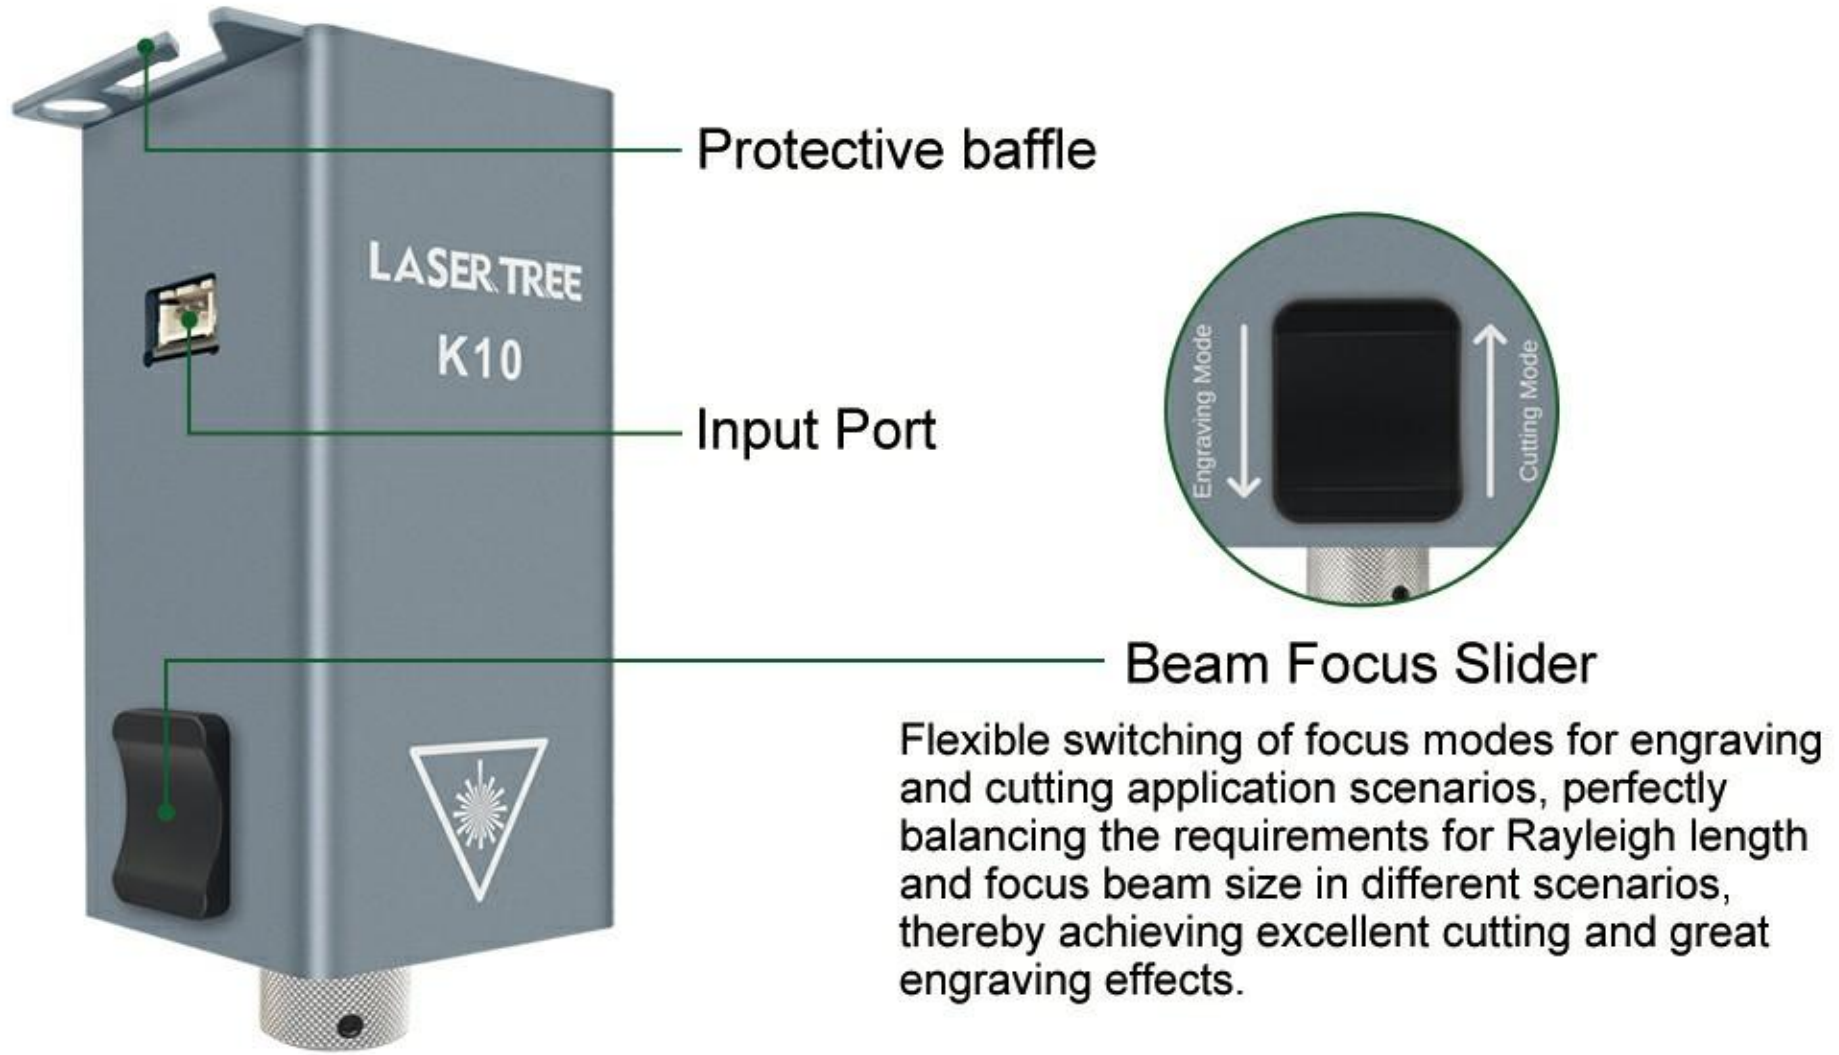 Protective baffle
LASER TREE
K10
Input Port
Engraving Mode
Cutting Mode
Beam Focus Slider
Flexible switching of focus modes for engraving
and cutting application scenarios, perfectly
balancing the requirements for Rayleigh length
and focus beam size in different scenarios,
thereby achieving excellent cutting and great
engraving effects.